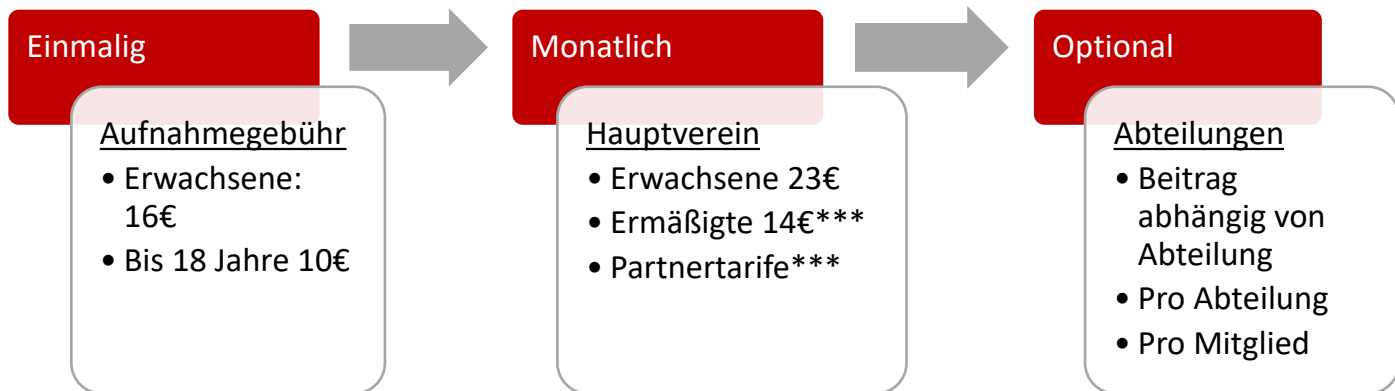 Einmalig
Aufnahmegebühr
• Erwachsene:
16€
• Bis 18 Jahre 10€
Monatlich
Hauptverein
• Erwachsene 23€
• Ermäßigte 14€***
• Partnertarife***
Optional
Abteilungen
• Beitrag
abhängig von
Abteilung
• Pro Abteilung
• Pro Mitglied